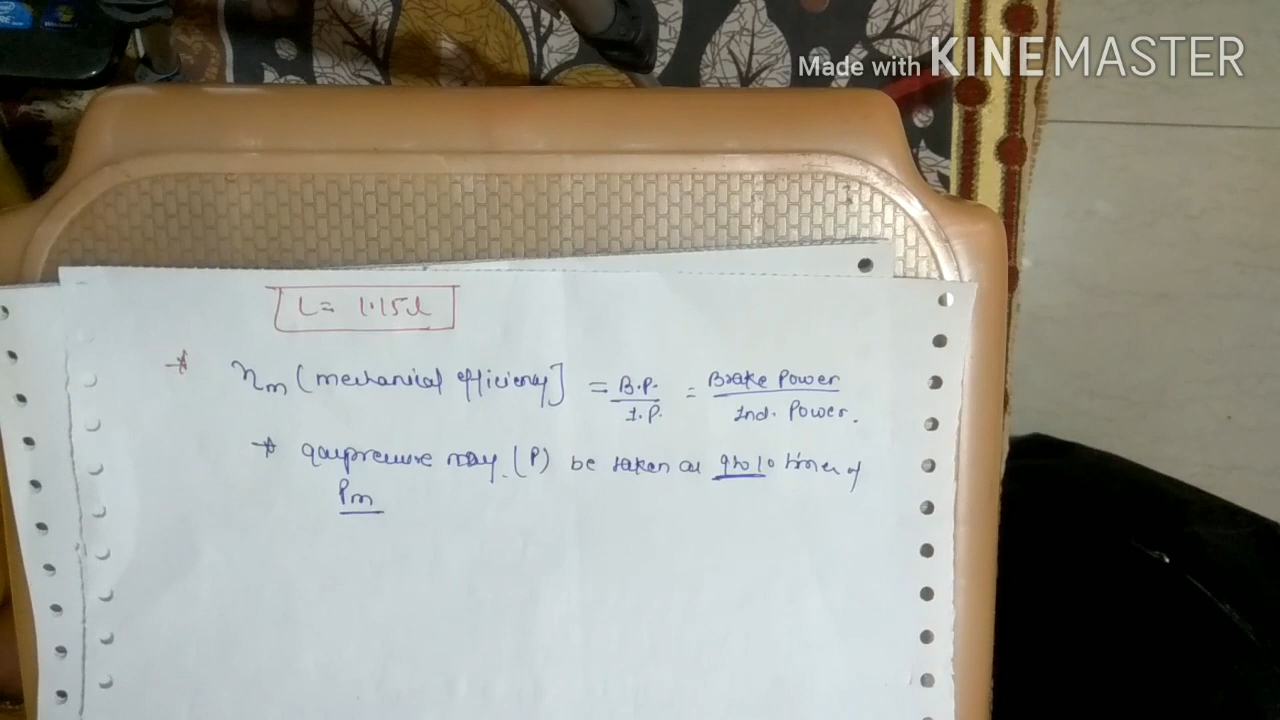 Made with KINEMASTER
L = 1.15l
* ηm (mechanical efficiency] = B.P. / I.P. = Brake Power / Ind. Power.
* gas pressure may (P) be taken as 9 to 10 times of
Pm